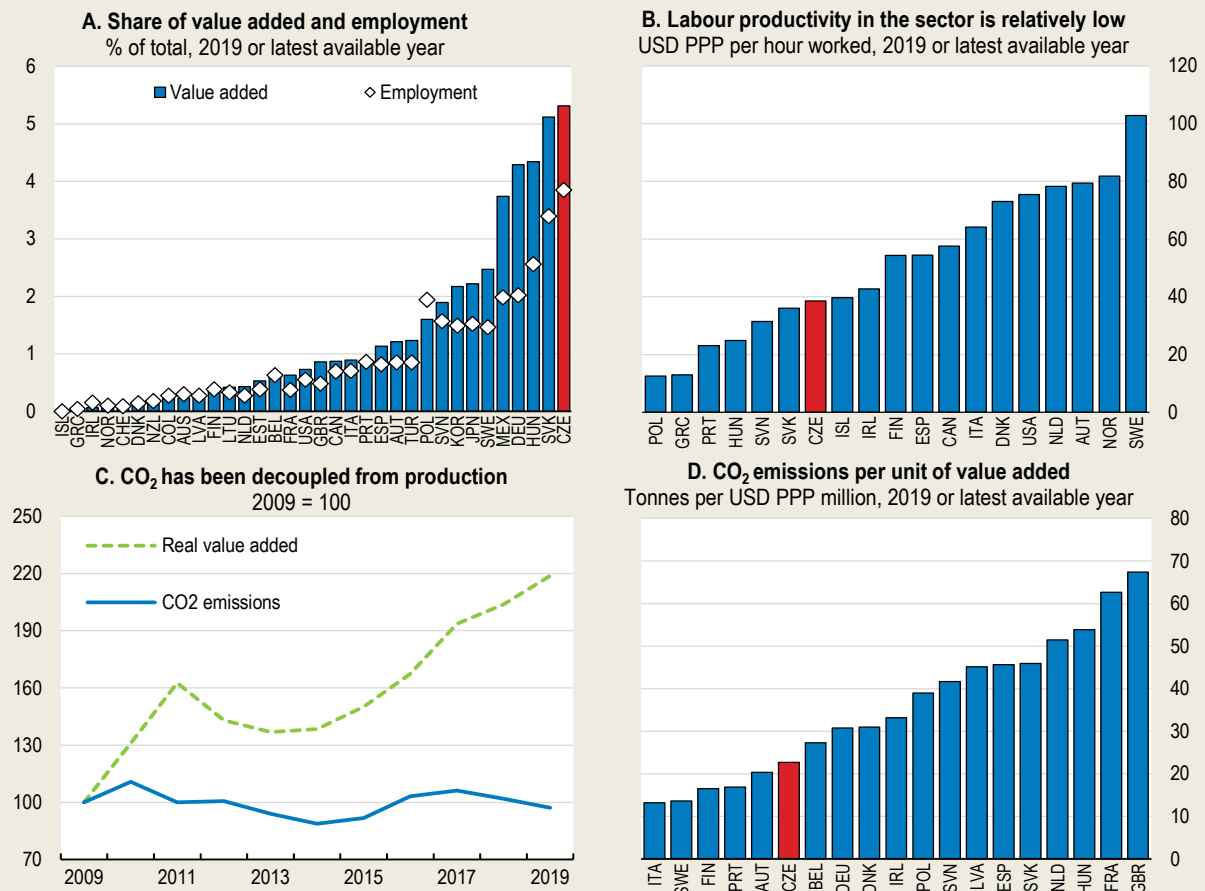 A. Share of value added and employment
% of total, 2019 or latest available year
6
5
4
3
2
1
0
Value added
Employment
ISL GRC IRL NOR CHE DNK NZL COL AUS LVA FIN LTU NLD EST BEL FRA USA GBR CAN ITA PRT ESP AUT TUR POL SVN KOR JPN SWE MEX DEU HUN SVK CZE
B. Labour productivity in the sector is relatively low
USD PPP per hour worked, 2019 or latest available year
120
100
80
60
40
20
0
POL GRC PRT HUN SVN SVK CZE ISL IRL FIN ESP CAN ITA DNK USA NLD AUT NOR SWE
C. CO2 has been decoupled from production
2009 = 100
250
220
190
160
130
100
70
Real value added
CO2 emissions
2009 2011 2013 2015 2017 2019
D. CO2 emissions per unit of value added
Tonnes per USD PPP million, 2019 or latest available year
80
70
60
50
40
30
20
10
0
ITA SWE FIN PRT AUT CZE BEL DEU DNK IRL POL SVN LVA ESP SVK NLD HUN FRA GBR